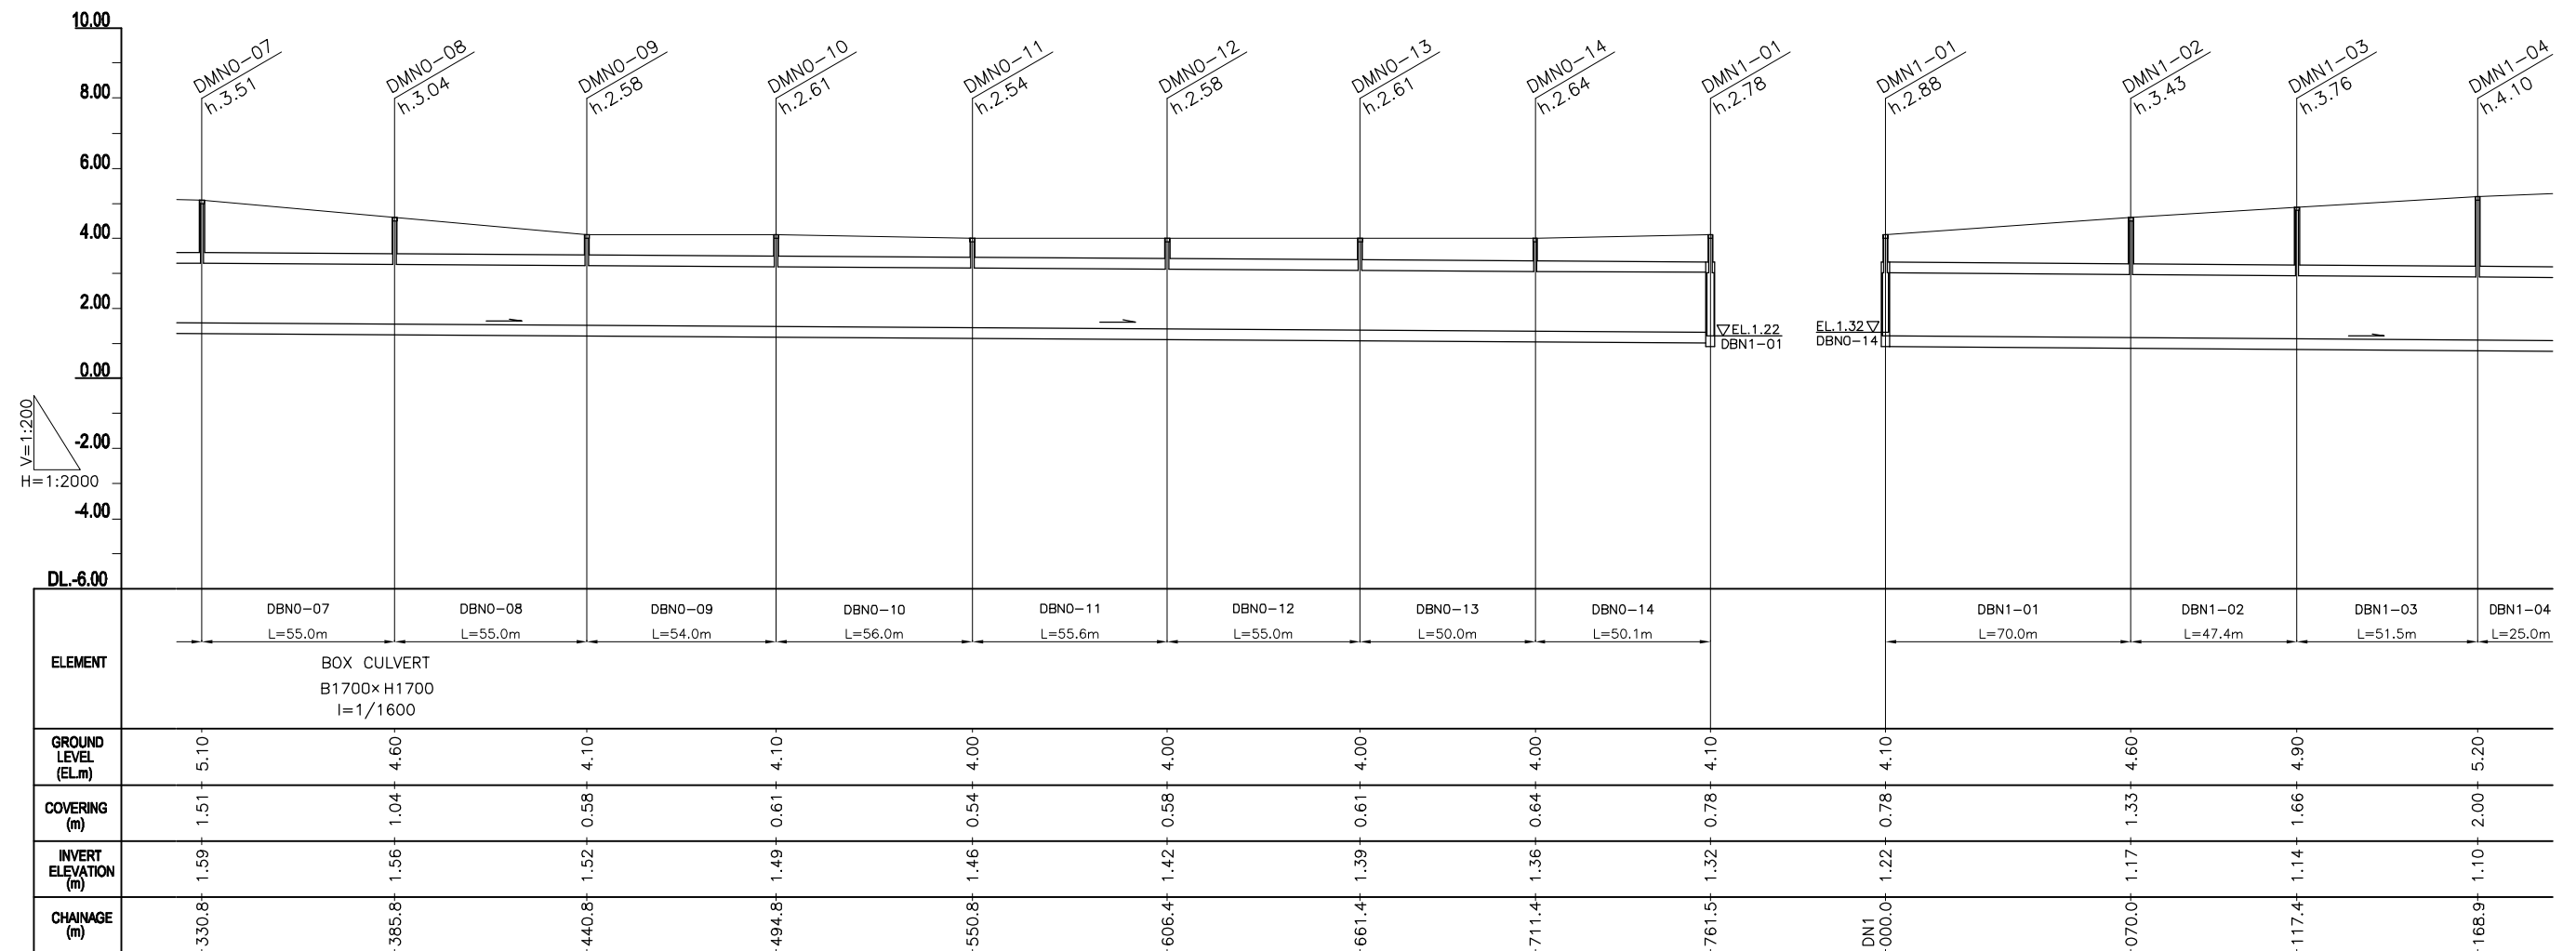 10.00
8.00
6.00
4.00
2.00
0.00
-2.00
-4.00
DL.-6.00
V=1:200
H=1:2000
DMN0-07
h.3.51
DMN0-08
h.3.04
DMN0-09
h.2.58
DMN0-10
h.2.61
DMN0-11
h.2.54
DMN0-12
h.2.58
DMN0-13
h.2.61
DMN0-14
h.2.64
DMN1-01
h.2.78
DMN1-01
h.2.88
DMN1-02
h.3.43
DMN1-03
h.3.76
DMN1-04
h.4.10
EL.1.22
DBN1-01
EL.1.32
DBN0-14
ELEMENT
DBN0-07 DBN0-08 DBN0-09 DBN0-10 DBN0-11 DBN0-12 DBN0-13 DBN0-14 DBN1-01 DBN1-02 DBN1-03 DBN1-04
L=55.0m L=55.0m L=54.0m L=56.0m L=55.6m L=55.0m L=50.0m L=50.1m L=70.0m L=47.4m L=51.5m L=25.0m
BOX CULVERT
B1700×H1700
I=1/1600
GROUND
LEVEL
(EL.m)
5.10 4.60 4.10 4.10 4.00 4.00 4.00 4.00 4.10 4.10 4.60 4.90 5.20
COVERING
(m)
1.51 1.04 0.58 0.61 0.54 0.58 0.61 0.64 0.78 0.78 1.33 1.66 2.00
INVERT
ELEVATION
(m)
1.59 1.56 1.52 1.49 1.46 1.42 1.39 1.36 1.32 1.22 1.17 1.14 1.10
CHAINAGE
(m)
330.8 385.8 440.8 494.8 550.8 606.4 661.4 711.4 761.5 DN1 000.0 070.0 117.4 168.9